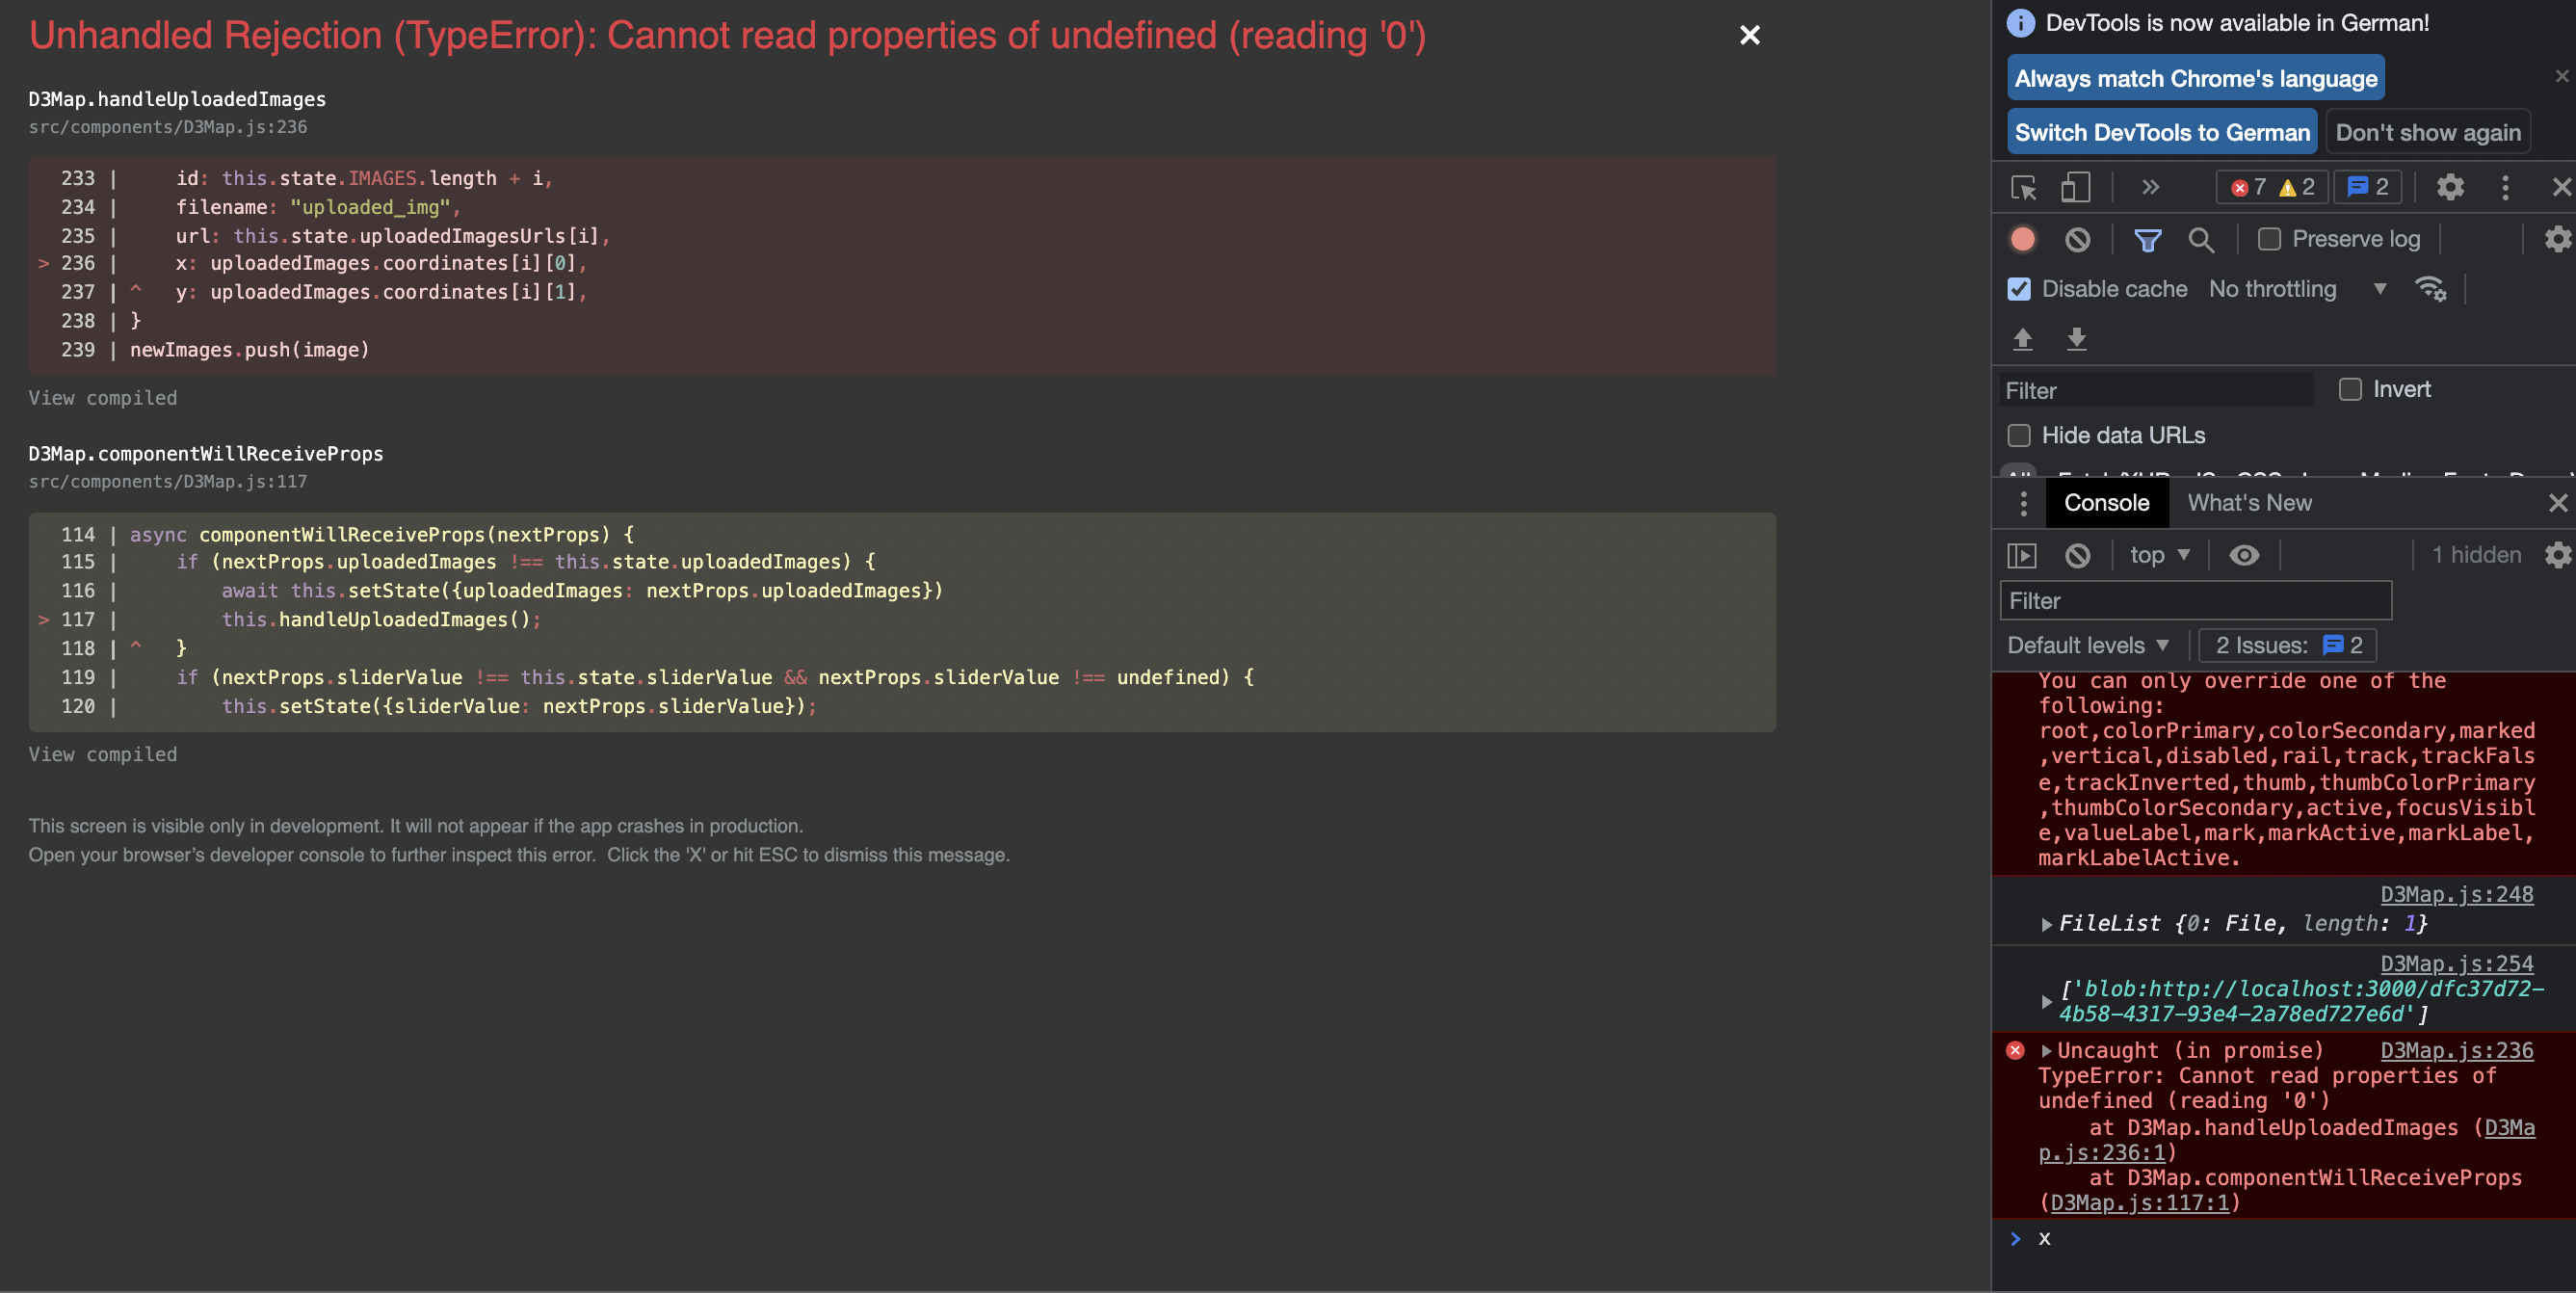 Unhandled Rejection (TypeError): Cannot read properties of undefined (reading '0')
×
D3Map.handleUploadedImages
src/components/D3Map.js:236
233 |     id: this.state.IMAGES.length + i,
234 |     filename: "uploaded_img",
235 |     url: this.state.uploadedImagesUrls[i],
> 236 |     x: uploadedImages.coordinates[i][0],
237 | ^   y: uploadedImages.coordinates[i][1],
238 | }
239 | newImages.push(image)
View compiled
D3Map.componentWillReceiveProps
src/components/D3Map.js:117
114 | async componentWillReceiveProps(nextProps) {
115 |     if (nextProps.uploadedImages !== this.state.uploadedImages) {
116 |         await this.setState({uploadedImages: nextProps.uploadedImages})
> 117 |         this.handleUploadedImages();
118 | ^   }
119 |     if (nextProps.sliderValue !== this.state.sliderValue && nextProps.sliderValue !== undefined) {
120 |         this.setState({sliderValue: nextProps.sliderValue});
View compiled
This screen is visible only in development. It will not appear if the app crashes in production.
Open your browser’s developer console to further inspect this error.  Click the 'X' or hit ESC to dismiss this message.
DevTools is now available in German!
Always match Chrome's language
Switch DevTools to German
Don't show again
7 2 2
Preserve log
Disable cache No throttling
Filter Invert
Hide data URLs
Console What's New
top 1 hidden
Filter
Default levels 2 Issues: 2
You can only override one of the
following:
root,colorPrimary,colorSecondary,marked
,vertical,disabled,rail,track,trackFals
e,trackInverted,thumb,thumbColorPrimary
,thumbColorSecondary,active,focusVisibl
e,valueLabel,mark,markActive,markLabel,
markLabelActive.
D3Map.js:248
FileList {0: File, length: 1}
D3Map.js:254
['blob:http://localhost:3000/dfc37d72-
4b58-4317-93e4-2a78ed727e6d']
Uncaught (in promise) D3Map.js:236
TypeError: Cannot read properties of
undefined (reading '0')
at D3Map.handleUploadedImages (D3Ma
p.js:236:1)
at D3Map.componentWillReceiveProps
(D3Map.js:117:1)
> x